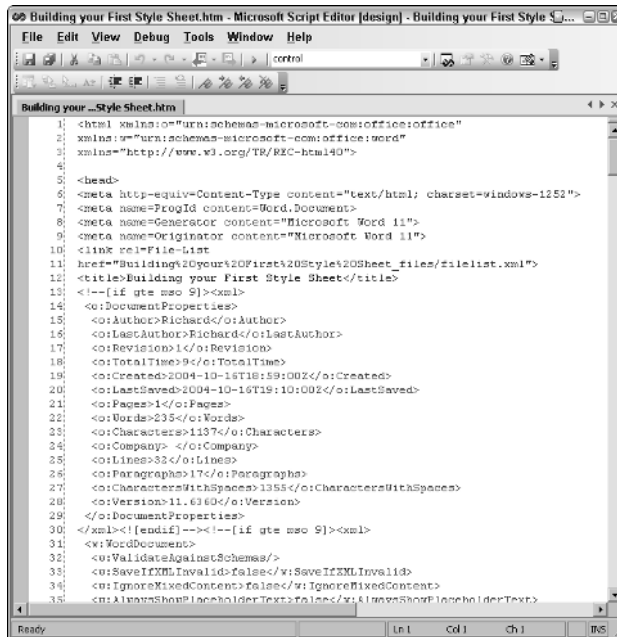 Building your First Style Sheet.htm - Microsoft Script Editor [design] - Building your First Style S...
File Edit View Debug Tools Window Help
control
Building your ...Style Sheet.htm
1 <html xmlns:o="urn:schemas-microsoft-com:office:office"
2 xmlns:w="urn:schemas-microsoft-com:office:word"
3 xmlns="http://www.w3.org/TR/REC-html40">
4
5 <head>
6 <meta http-equiv=Content-Type content="text/html; charset=windows-1252">
7 <meta name=ProgId content=Word.Document>
8 <meta name=Generator content="Microsoft Word 11">
9 <meta name=Originator content="Microsoft Word 11">
10 <link rel=File-List
11 href="Building%20your%20First%20Style%20Sheet_files/filelist.xml">
12 <title>Building your First Style Sheet</title>
13 <!--[if gte mso 9]><xml>
14 <o:DocumentProperties>
15 <o:Author>Richard</o:Author>
16 <o:LastAuthor>Richard</o:LastAuthor>
17 <o:Revision>1</o:Revision>
18 <o:TotalTime>9</o:TotalTime>
19 <o:Created>2004-10-16T18:59:00Z</o:Created>
20 <o:LastSaved>2004-10-16T19:10:00Z</o:LastSaved>
21 <o:Pages>1</o:Pages>
22 <o:Words>235</o:Words>
23 <o:Characters>1137</o:Characters>
24 <o:Company> </o:Company>
25 <o:Lines>32</o:Lines>
26 <o:Paragraphs>17</o:Paragraphs>
27 <o:CharactersWithSpaces>1355</o:CharactersWithSpaces>
28 <o:Version>11.6360</o:Version>
29 </o:DocumentProperties>
30 </xml><![endif]--><!--[if gte mso 9]><xml>
31 <w:WordDocument>
32 <w:ValidateAgainstSchemas/>
33 <w:SaveIfXMLInvalid>false</w:SaveIfXMLInvalid>
34 <w:IgnoreMixedContent>false</w:IgnoreMixedContent>
35 <w:AlwaysShowPlaceholderText>false</w:AlwaysShowPlaceholderText>
Ready Ln 1 Col 1 Ch 1 INS